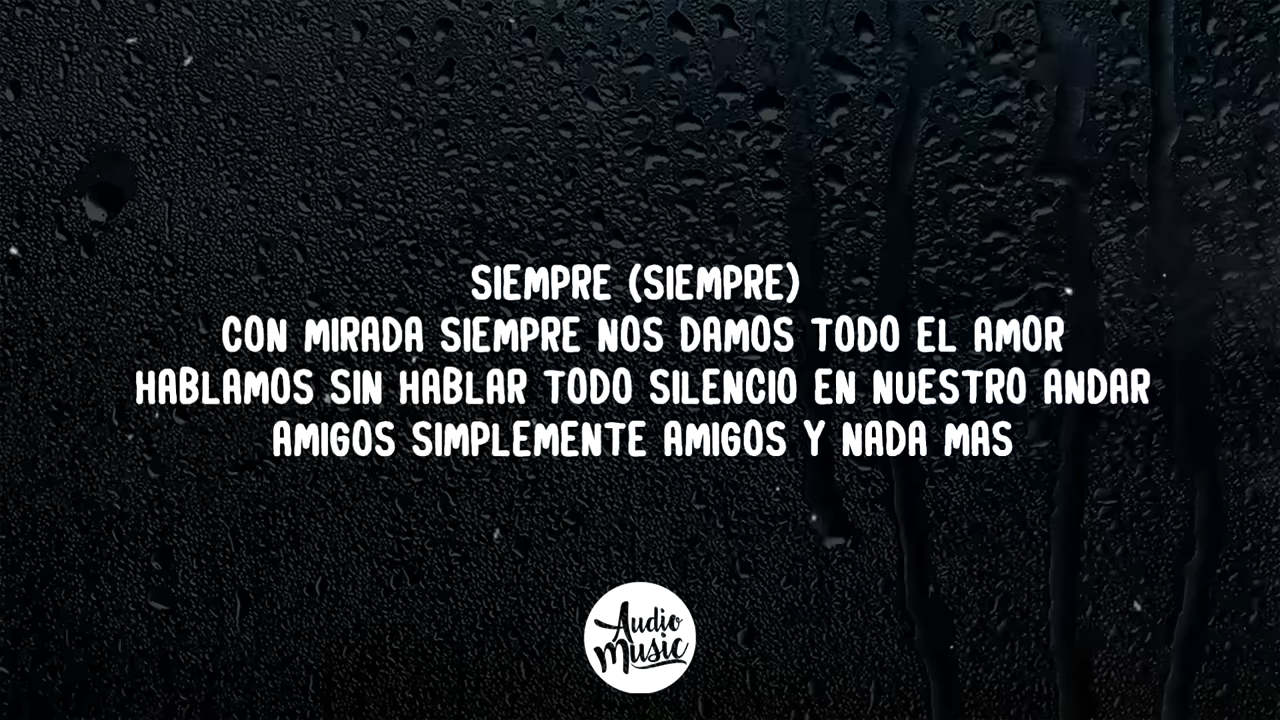 SIEMPRE (SIEMPRE)
CON MIRADA SIEMPRE NOS DAMOS TODO EL AMOR
HABLAMOS SIN HABLAR TODO SILENCIO EN NUESTRO ANDAR
AMIGOS SIMPLEMENTE AMIGOS Y NADA MAS
Audio
Music